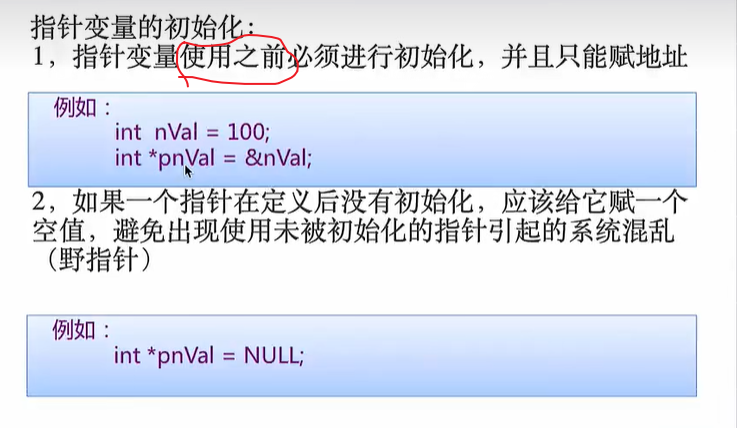 指针变量的初始化：
1，指针变量使用之前必须进行初始化，并且只能赋地址
例如：
int nVal = 100;
int *pnVal = &nVal;
2，如果一个指针在定义后没有初始化，应该给它赋一个
空值，避免出现使用未被初始化的指针引起的系统混乱
（野指针）
例如：
int *pnVal = NULL;